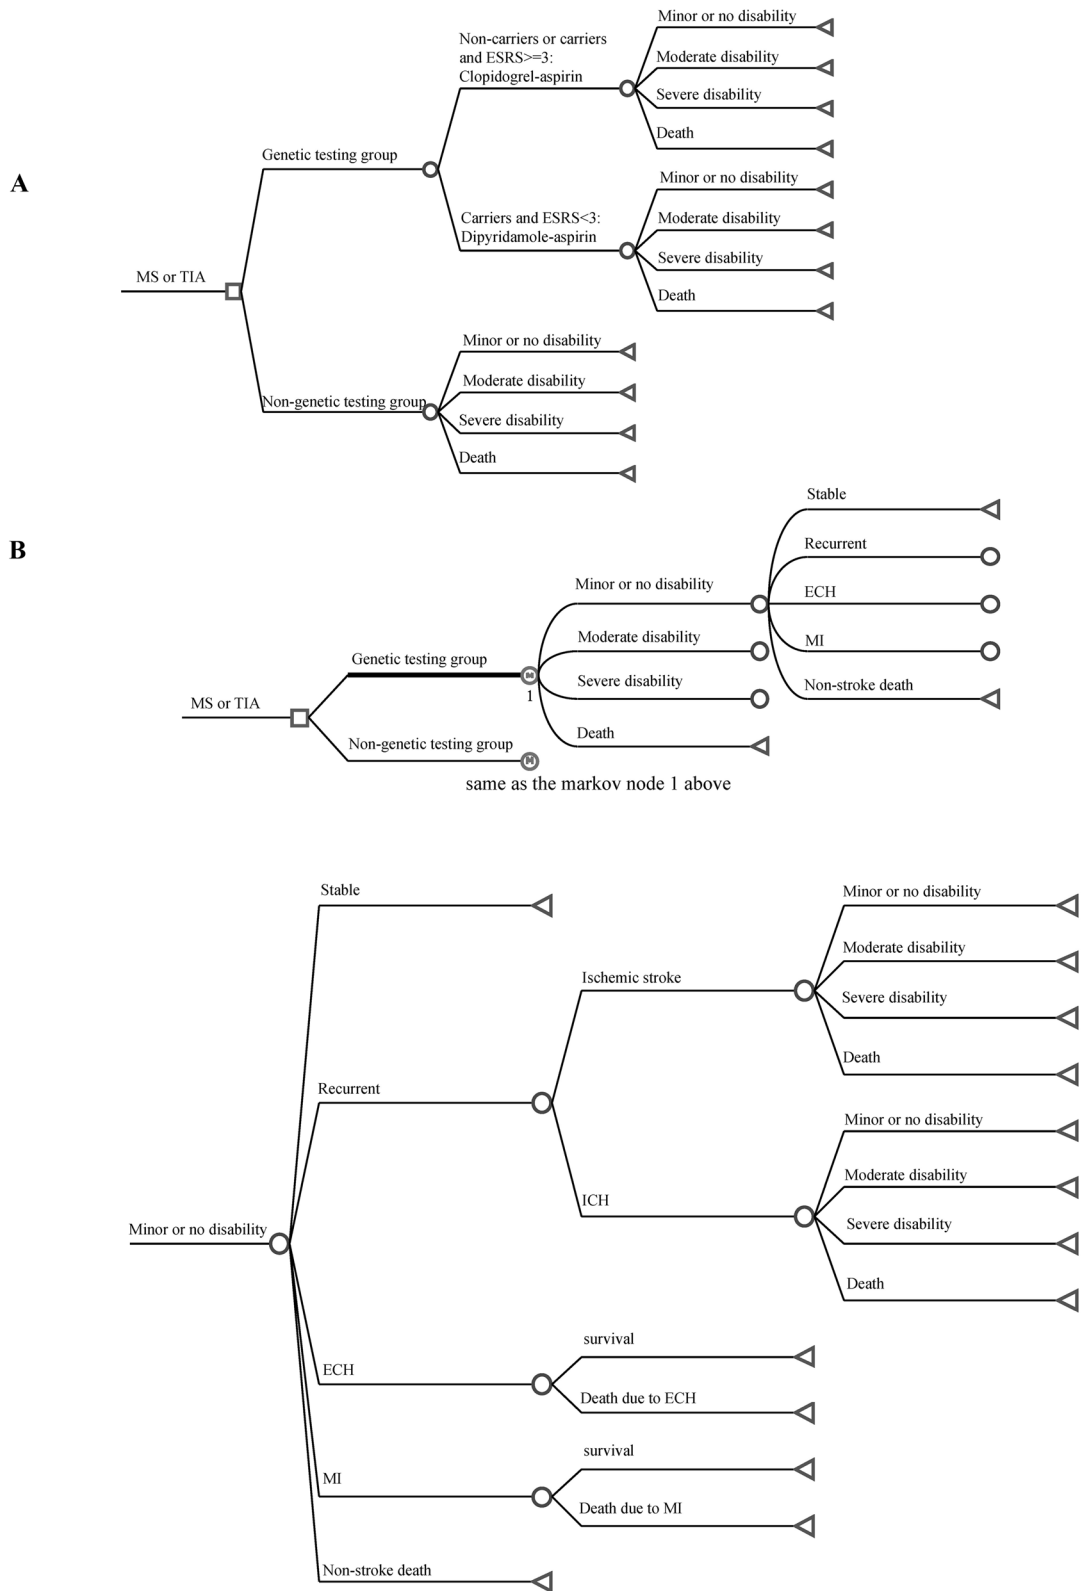 A
MS or TIA
Genetic testing group
Non-carriers or carriers
and ESRS>=3:
Clopidogrel-aspirin
Minor or no disability
Moderate disability
Severe disability
Death
Carriers and ESRS<3:
Dipyridamole-aspirin
Minor or no disability
Moderate disability
Severe disability
Death
Non-genetic testing group
Minor or no disability
Moderate disability
Severe disability
Death
B
MS or TIA
Genetic testing group
M
1
Minor or no disability
Stable
Recurrent
ECH
MI
Non-stroke death
Moderate disability
Severe disability
Death
Non-genetic testing group
M
same as the markov node 1 above
Minor or no disability
Stable
Recurrent
Ischemic stroke
Minor or no disability
Moderate disability
Severe disability
Death
ICH
Minor or no disability
Moderate disability
Severe disability
Death
ECH
survival
Death due to ECH
MI
survival
Death due to MI
Non-stroke death